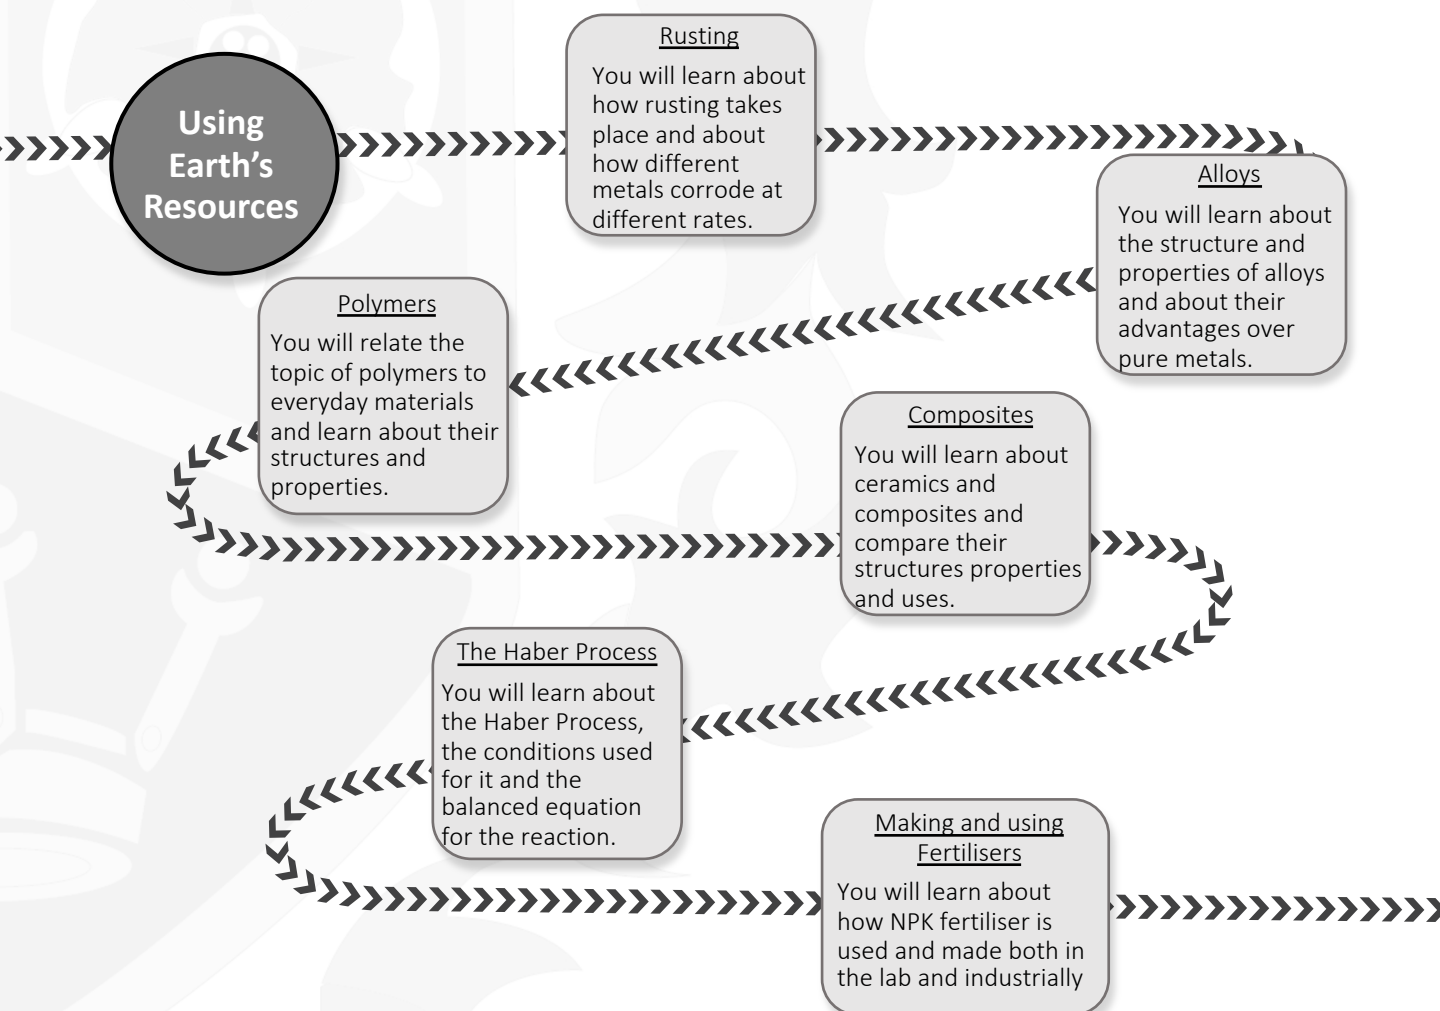 Using
Earth’s
Resources
Rusting
You will learn about
how rusting takes
place and about
how different
metals corrode at
different rates.
Alloys
You will learn about
the structure and
properties of alloys
and about their
advantages over
pure metals.
Polymers
You will relate the
topic of polymers to
everyday materials
and learn about their
structures and
properties.
Composites
You will learn about
ceramics and
composites and
compare their
structures properties
and uses.
The Haber Process
You will learn about
the Haber Process,
the conditions used
for it and the
balanced equation
for the reaction.
Making and using
Fertilisers
You will learn about
how NPK fertiliser is
used and made both in
the lab and industrially